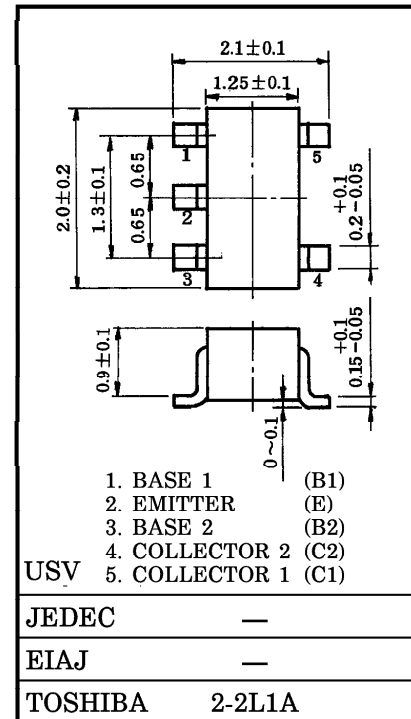 2.1±0.1
1.25±0.1
2.0±0.2
1.3±0.1
0.65
0.65
1
2
3
5
4
+0.1
0.2-0.05
0.9±0.1
+0.1
0.15-0.05
0~0.1
1. BASE 1 (B1)
2. EMITTER (E)
3. BASE 2 (B2)
4. COLLECTOR 2 (C2)
USV 5. COLLECTOR 1 (C1)
JEDEC —
EIAJ —
TOSHIBA 2-2L1A